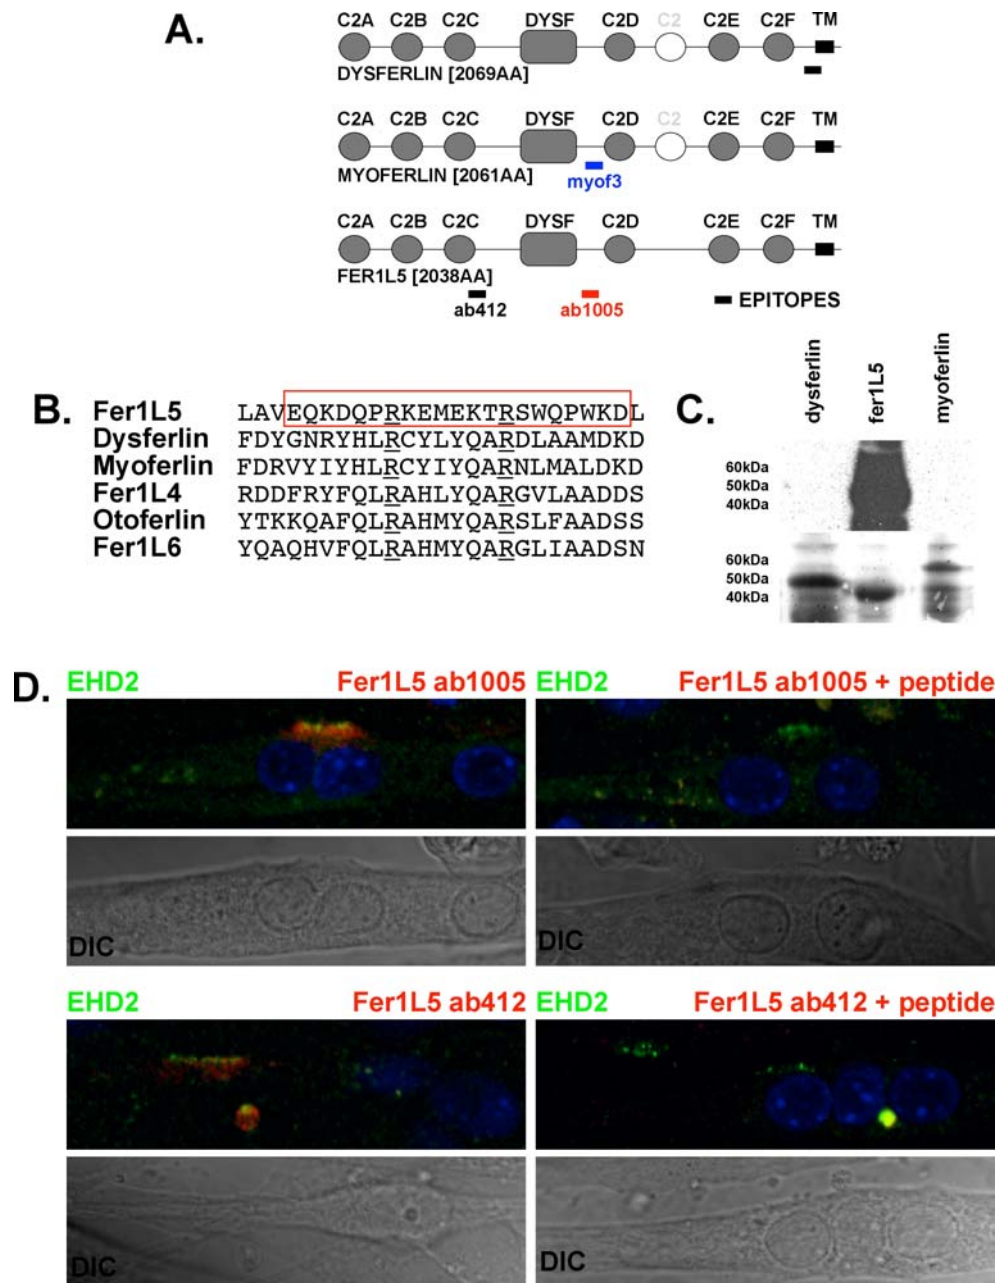 A.
C2A C2B C2C DYSF C2D C2 C2E C2F TM
DYSFERLIN [2069AA]
C2A C2B C2C DYSF C2D C2 C2E C2F TM
MYOFERLIN [2061AA]
myof3
C2A C2B C2C DYSF C2D C2E C2F TM
FER1L5 [2038AA]
ab412 ab1005 EPITOPES
B.
Fer1L5 LAVEQKDQPRKEMEKTRSWQPWKDL
Dysferlin FDYGNRYHLRCYLYQARDLAAMDKD
Myoferlin FDRVYIYHLRCYIYQARNLMALDKD
Fer1L4 RDDFRYFQLRAHLYQARGVLAADDS
Otoferlin YTKKQAFQLRAHMYQARSLFAADSS
Fer1L6 YQAQHVFQLRAHMYQARGLIAADSN
C.
dysferlin fer1L5 myoferlin
60kDa
50kDa
40kDa
60kDa
50kDa
40kDa
D.
EHD2 Fer1L5 ab1005 EHD2 Fer1L5 ab1005 + peptide
DIC DIC
EHD2 Fer1L5 ab412 EHD2 Fer1L5 ab412 + peptide
DIC DIC